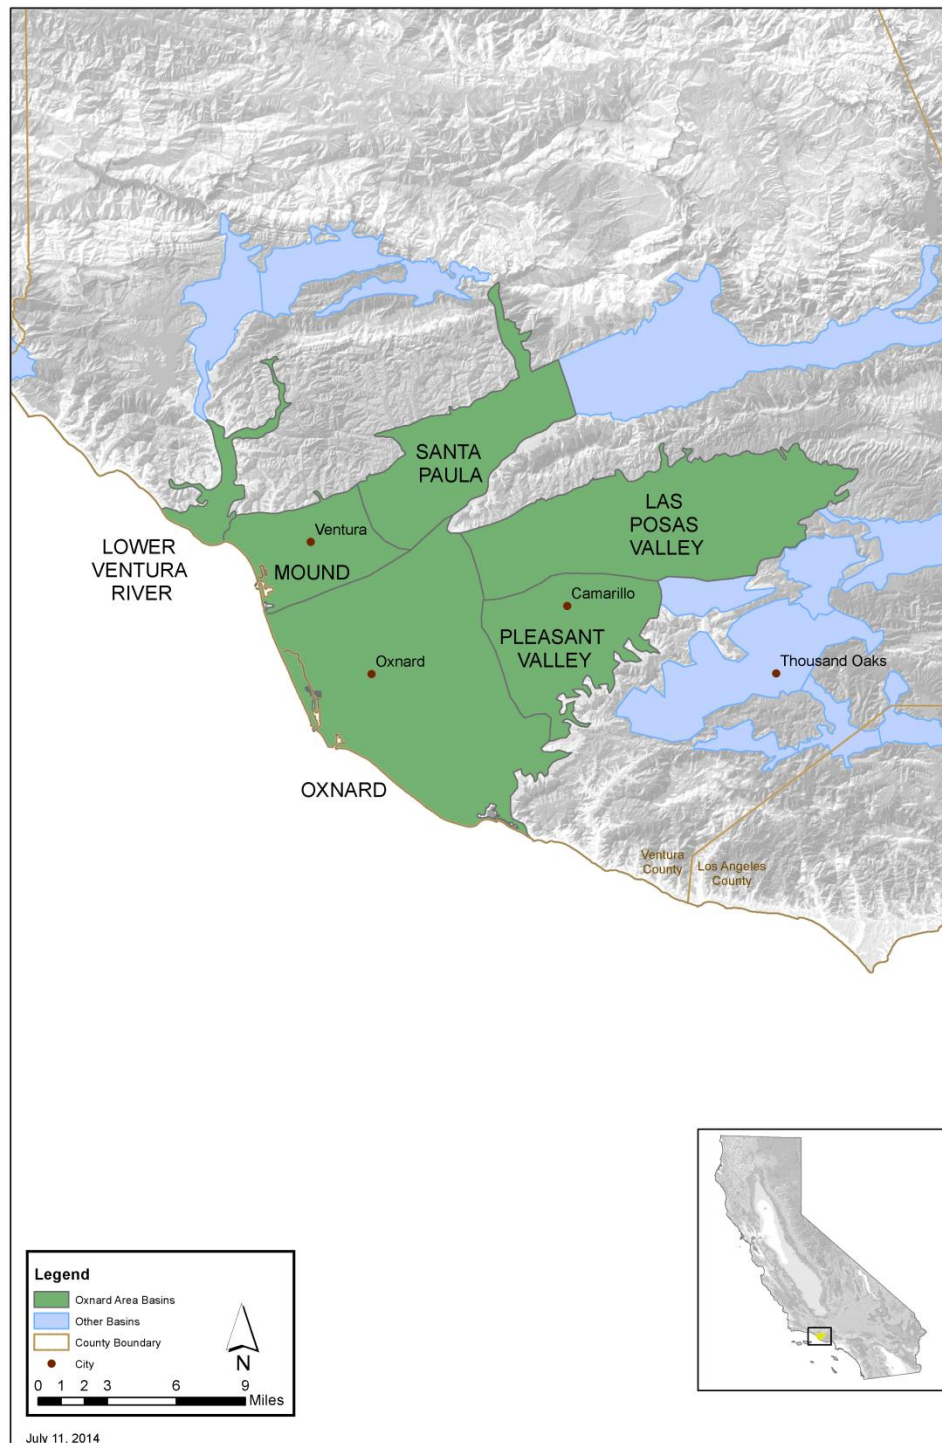 SANTA
PAULA
LAS
POSAS
VALLEY
Ventura
LOWER
VENTURA
RIVER
MOUND
Camarillo
PLEASANT
VALLEY
Oxnard
Thousand Oaks
OXNARD
Ventura
County
Los Angeles
County
Legend
Oxnard Area Basins
Other Basins
County Boundary
City
N
0 1 2 3 6 9
Miles
July 11, 2014